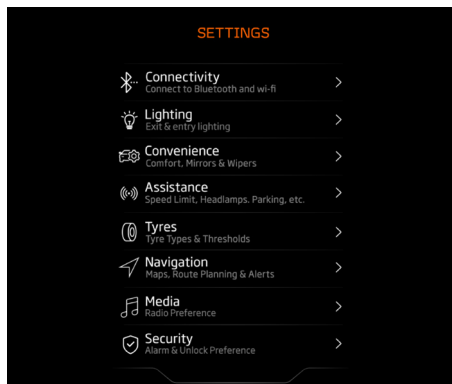 SETTINGS
Connectivity
Connect to Bluetooth and wi-fi
Lighting
Exit & entry lighting
Convenience
Comfort, Mirrors & Wipers
Assistance
Speed Limit, Headlamps. Parking, etc.
Tyres
Tyre Types & Thresholds
Navigation
Maps, Route Planning & Alerts
Media
Radio Preference
Security
Alarm & Unlock Preference